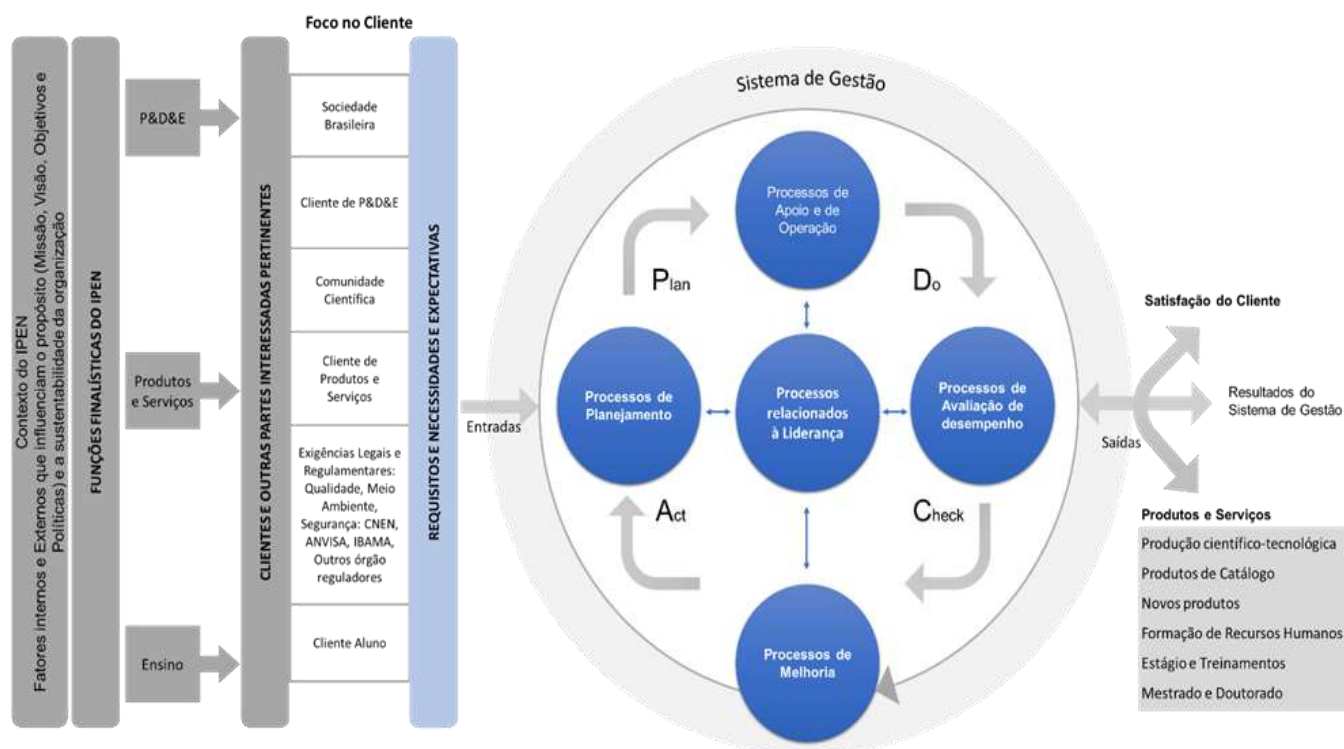 Foco no Cliente
Contexto do IPEN
Fatores internos e Externos que influenciam o propósito (Missão, Visão, Objetivos e
Políticas) e a sustentabilidade da organização
FUNÇÕES FINALÍSTICAS DO IPEN
P&D&E
Produtos
e Serviços
Ensino
CLIENTES E OUTRAS PARTES INTERESSADAS PERTINENTES
Sociedade
Brasileira
Cliente de P&D&E
Comunidade
Científica
Cliente de
Produtos e
Serviços
Exigências Legais e
Regulamentares:
Qualidade, Meio
Ambiente,
Segurança: CNEN,
ANVISA, IBAMA,
Outros órgão
reguladores
Cliente Aluno
REQUISITOS E NECESSIDADES E EXPECTATIVAS
Entradas
Sistema de Gestão
Processos de
Apoio e de
Operação
Plan
Do
Processos de
Planejamento
Processos
relacionados
à Liderança
Processos de
Avaliação de
desempenho
Act
Check
Processos de
Melhoria
Saídas
Satisfação do Cliente
Resultados do
Sistema de Gestão
Produtos e Serviços
Produção científico-tecnológica
Produtos de Catálogo
Novos produtos
Formação de Recursos Humanos
Estágio e Treinamentos
Mestrado e Doutorado